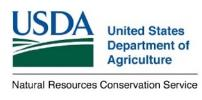 USDA
United States
Department of
Agriculture
Natural Resources Conservation Service